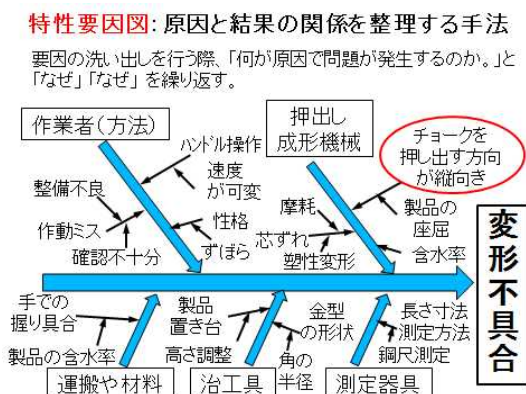 特性要因図:原因と結果の関係を整理する手法
要因の洗い出しを行う際、「何が原因で問題が発生するのか。」と
「なぜ」「なぜ」を繰り返す。
作業者(方法)
ハンドル操作
速度
が可変
整備不良
作動ミス
確認不十分
性格
ずぼら
押出し
成形機械
チョークを
押し出す方向
が縦向き
摩耗
芯ずれ
塑性変形
製品の
座屈
含水率
変形不具合
手での
握り具合
製品の含水率
運搬や材料
製品
置き台
高さ調整
金型
の形状
角の
半径
治工具
長さ寸法
測定方法
鋼尺測定
測定器具